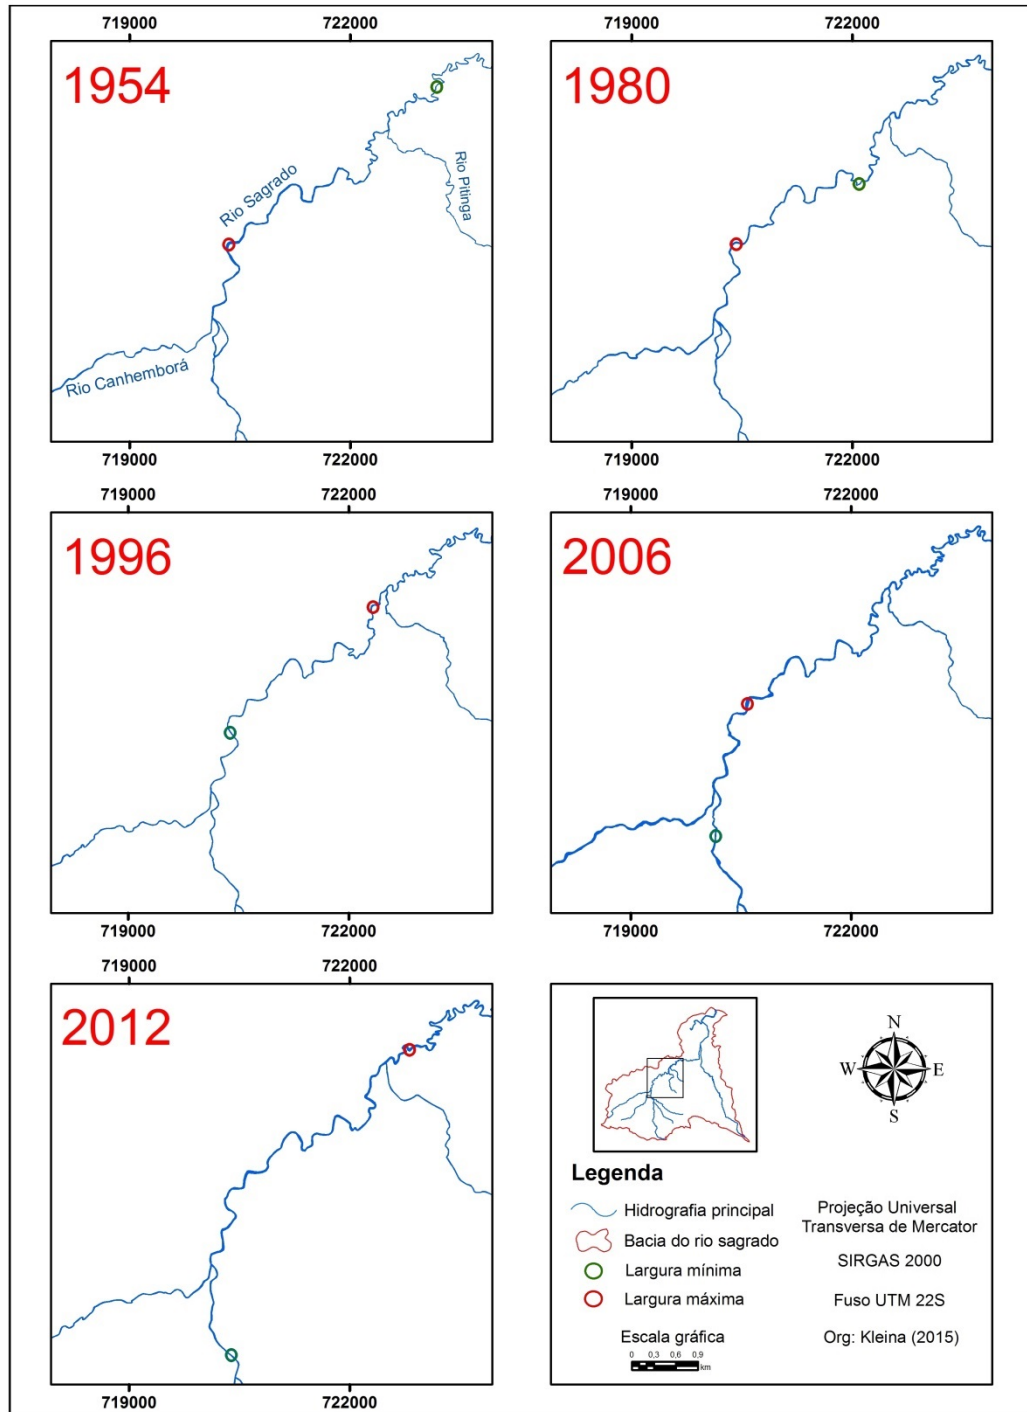 719000 722000
719000 722000
1954
1980
Rio Sagrado
Rio Pitinga
Rio Canhemborá
719000 722000
719000 722000
719000 722000
719000 722000
1996
2006
719000 722000
719000 722000
719000 722000
2012
N
W E
S
Legenda
Hidrografia principal
Bacia do rio sagrado
Largura mínima
Largura máxima
Escala gráfica
0 0,3 0,6 0,9
km
Projeção Universal
Transversa de Mercator
SIRGAS 2000
Fuso UTM 22S
Org: Kleina (2015)
719000 722000